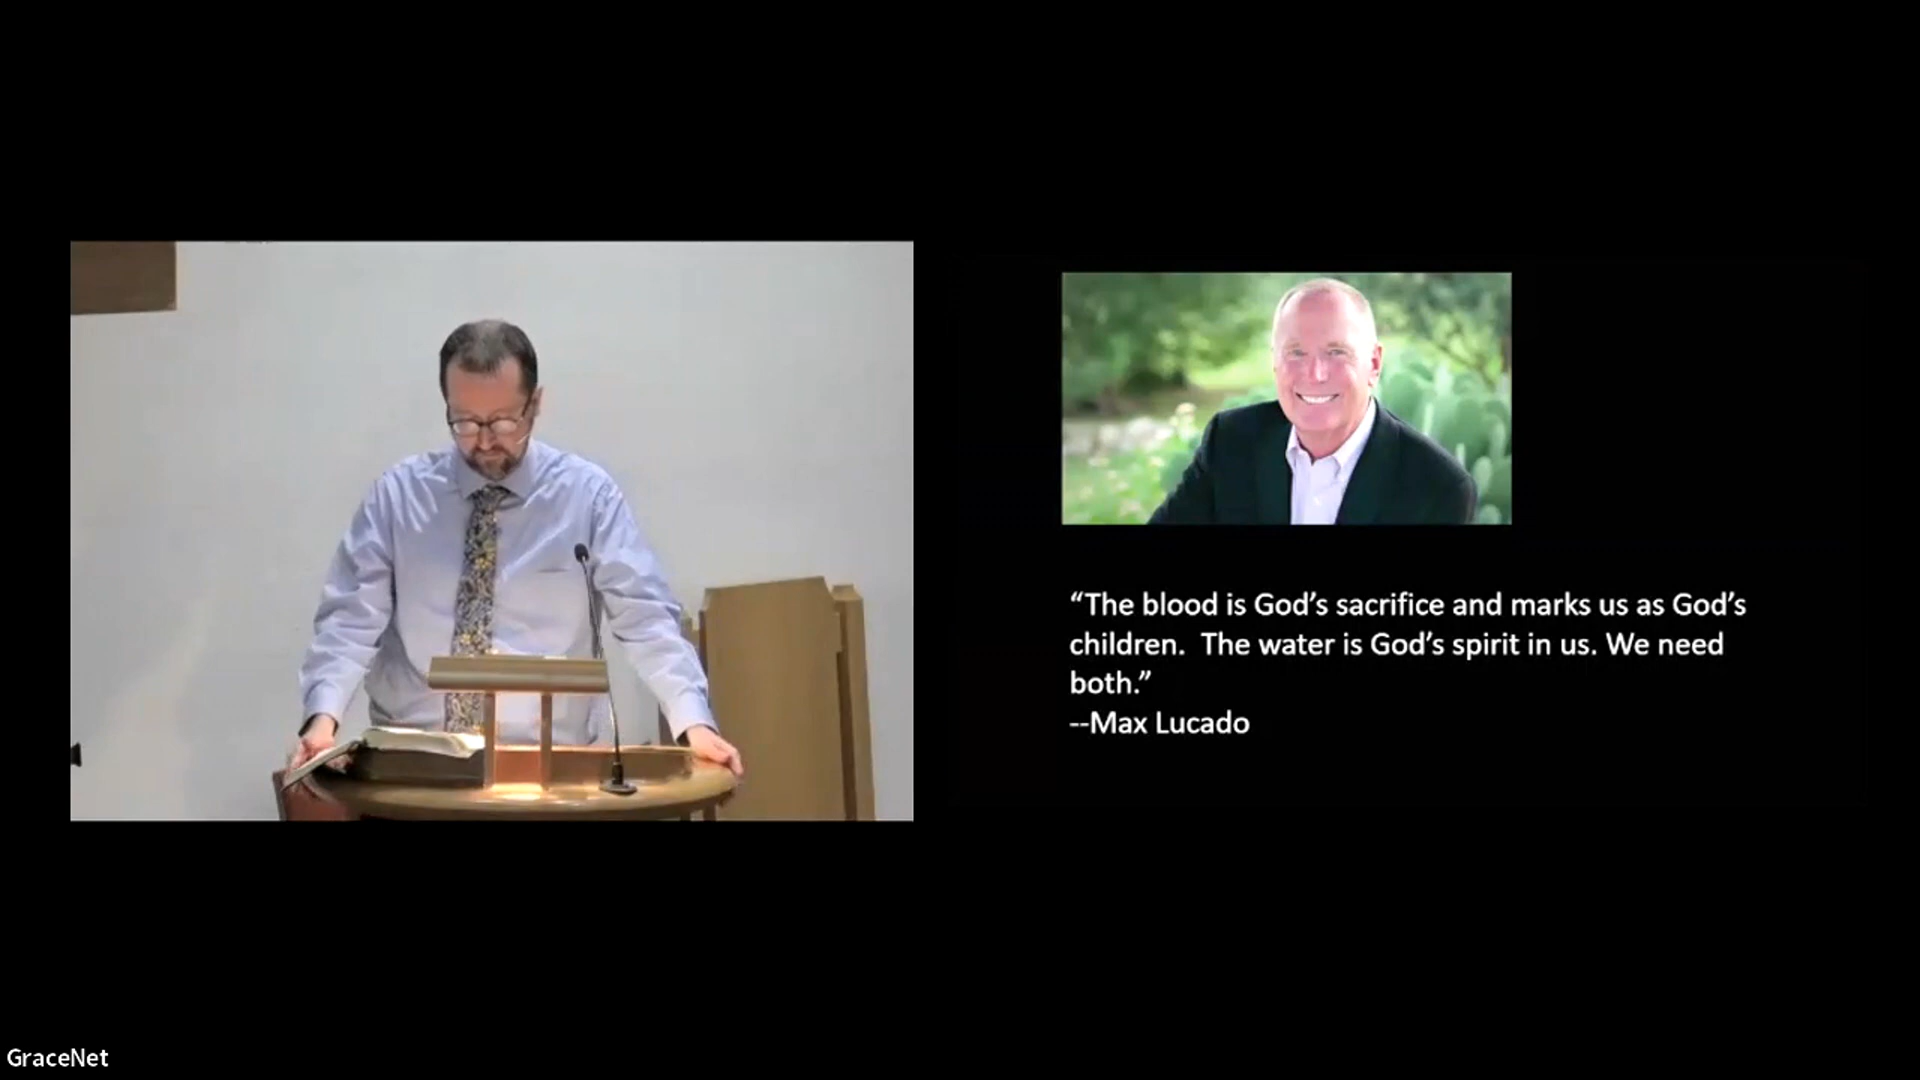 “The blood is God’s sacrifice and marks us as God’s
children.  The water is God’s spirit in us. We need
both.”
--Max Lucado
GraceNet